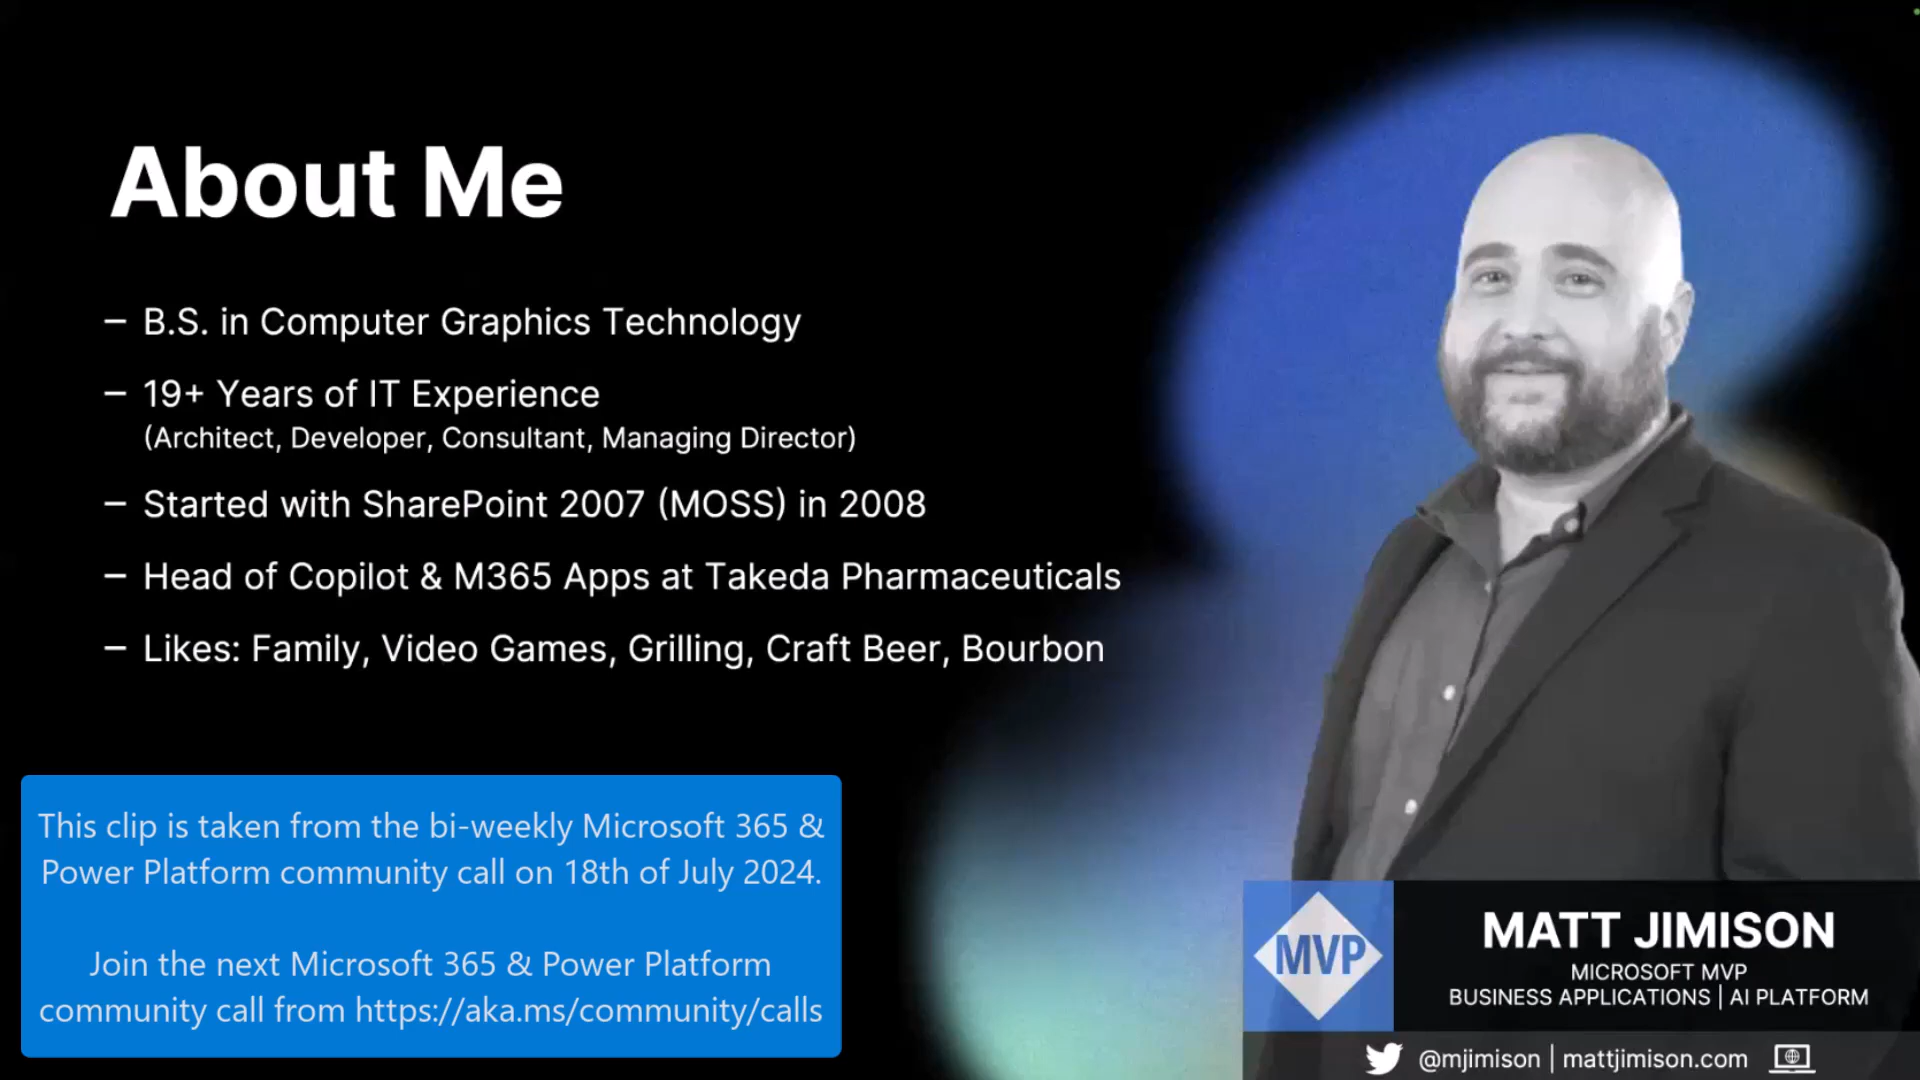 About Me
– B.S. in Computer Graphics Technology
– 19+ Years of IT Experience
(Architect, Developer, Consultant, Managing Director)
– Started with SharePoint 2007 (MOSS) in 2008
– Head of Copilot & M365 Apps at Takeda Pharmaceuticals
– Likes: Family, Video Games, Grilling, Craft Beer, Bourbon
This clip is taken from the bi-weekly Microsoft 365 &
Power Platform community call on 18th of July 2024.
Join the next Microsoft 365 & Power Platform
community call from https://aka.ms/community/calls
MVP
MATT JIMISON
MICROSOFT MVP
BUSINESS APPLICATIONS | AI PLATFORM
@mjimison | mattjimison.com